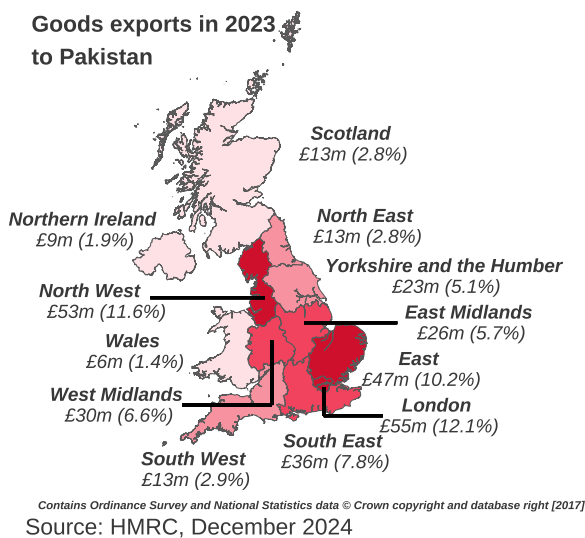 Goods exports in 2023
to Pakistan
Scotland
£13m (2.8%)
Northern Ireland
£9m (1.9%)
North East
£13m (2.8%)
Yorkshire and the Humber
£23m (5.1%)
North West
£53m (11.6%)
East Midlands
£26m (5.7%)
Wales
£6m (1.4%)
East
£47m (10.2%)
West Midlands
£30m (6.6%)
London
£55m (12.1%)
South East
£36m (7.8%)
South West
£13m (2.9%)
Contains Ordinance Survey and National Statistics data © Crown copyright and database right [2017]
Source: HMRC, December 2024